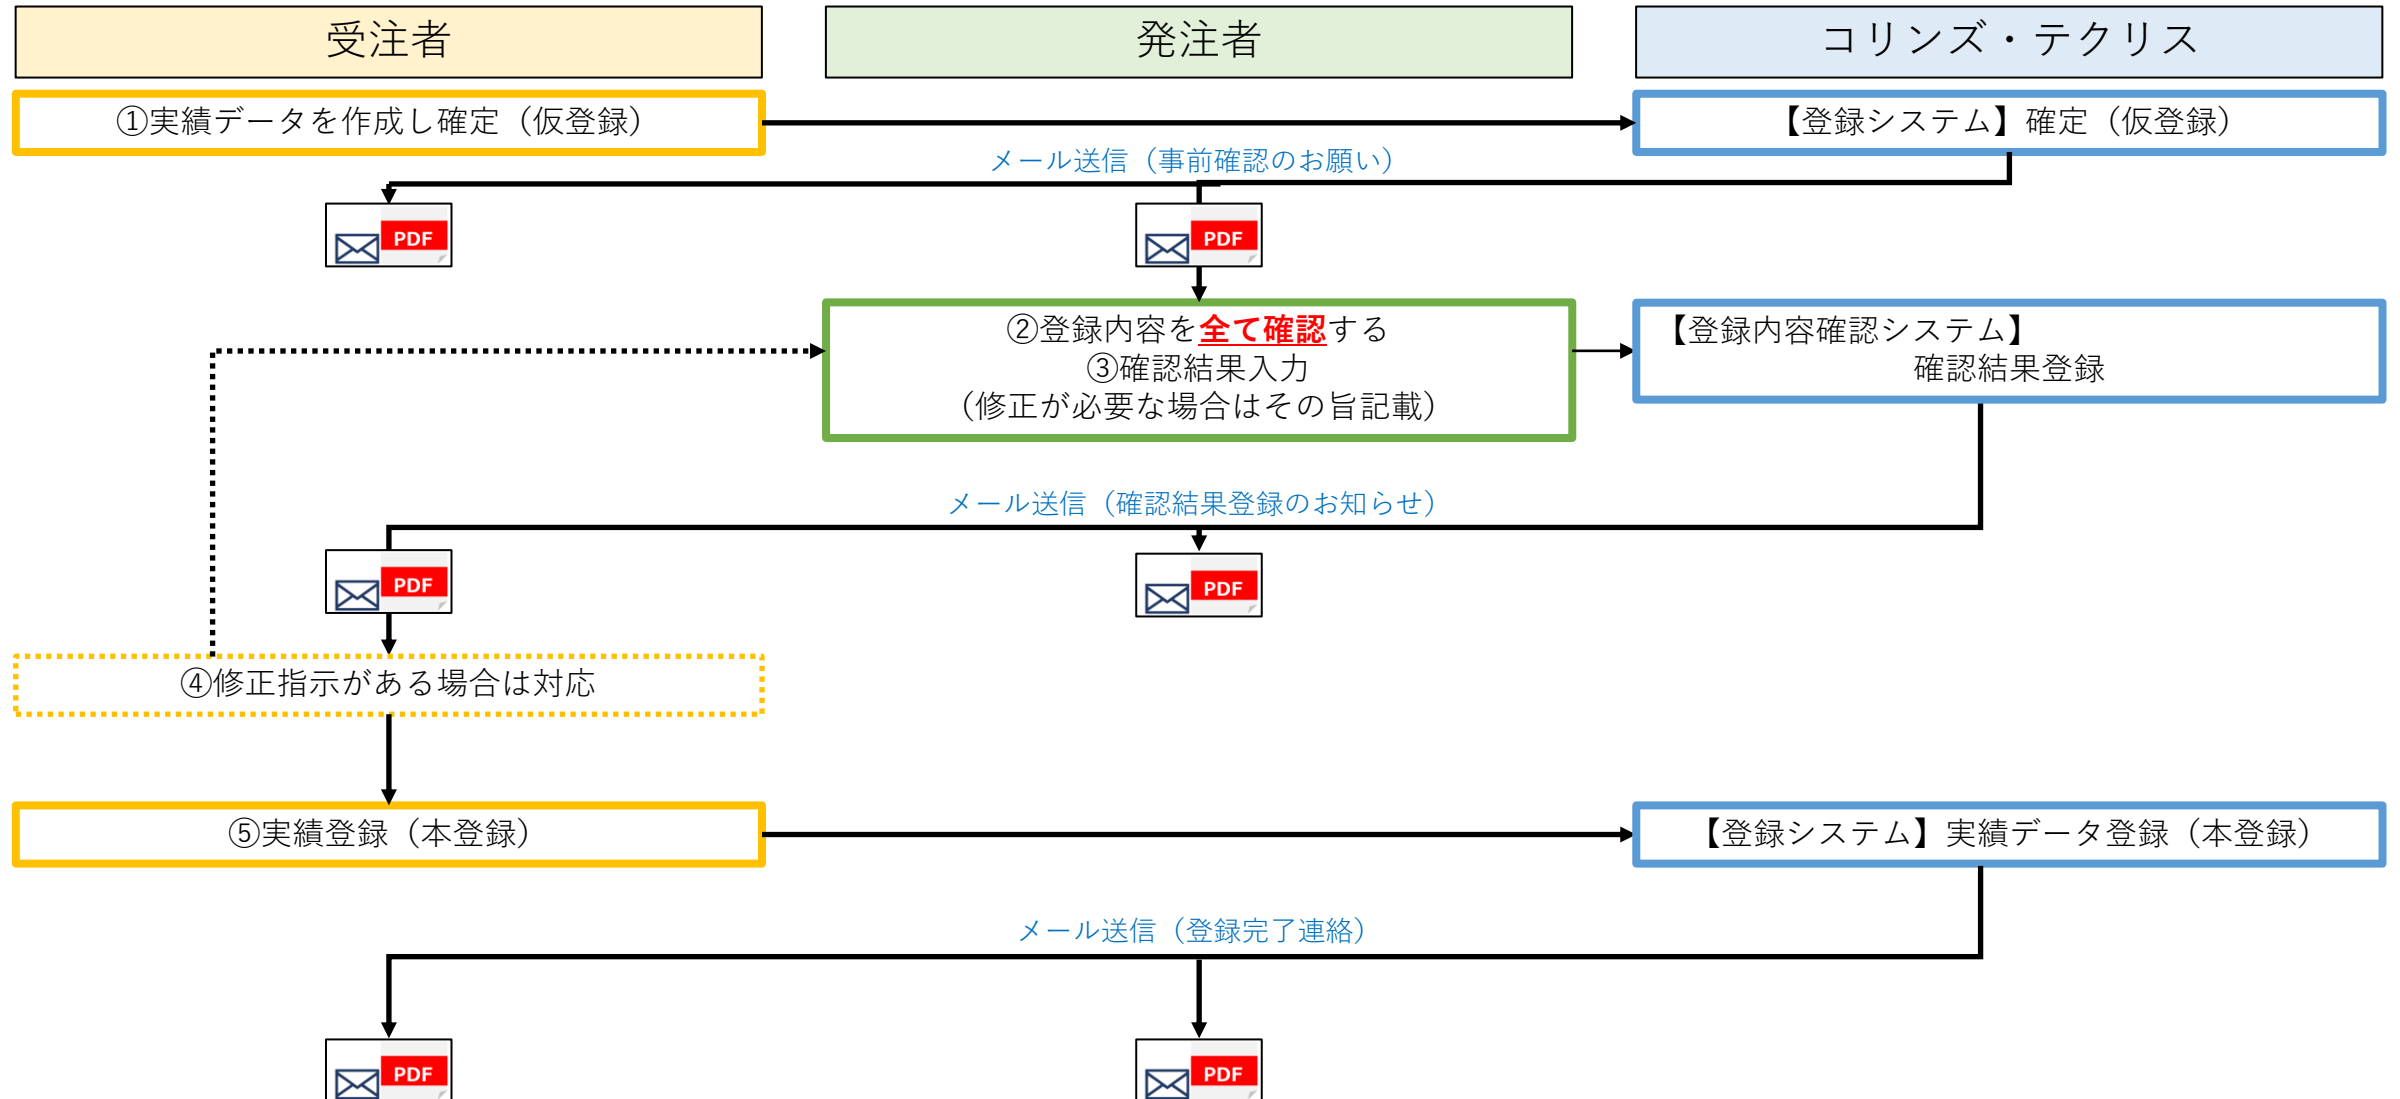 受注者
発注者
コリンズ・テクリス
①実績データを作成し確定（仮登録）
【登録システム】確定（仮登録）
メール送信（事前確認のお願い）
PDF
PDF
②登録内容を全て確認する
③確認結果入力
（修正が必要な場合はその旨記載）
【登録内容確認システム】
確認結果登録
メール送信（確認結果登録のお知らせ）
PDF
PDF
④修正指示がある場合は対応
⑤実績登録（本登録）
【登録システム】実績データ登録（本登録）
メール送信（登録完了連絡）
PDF
PDF